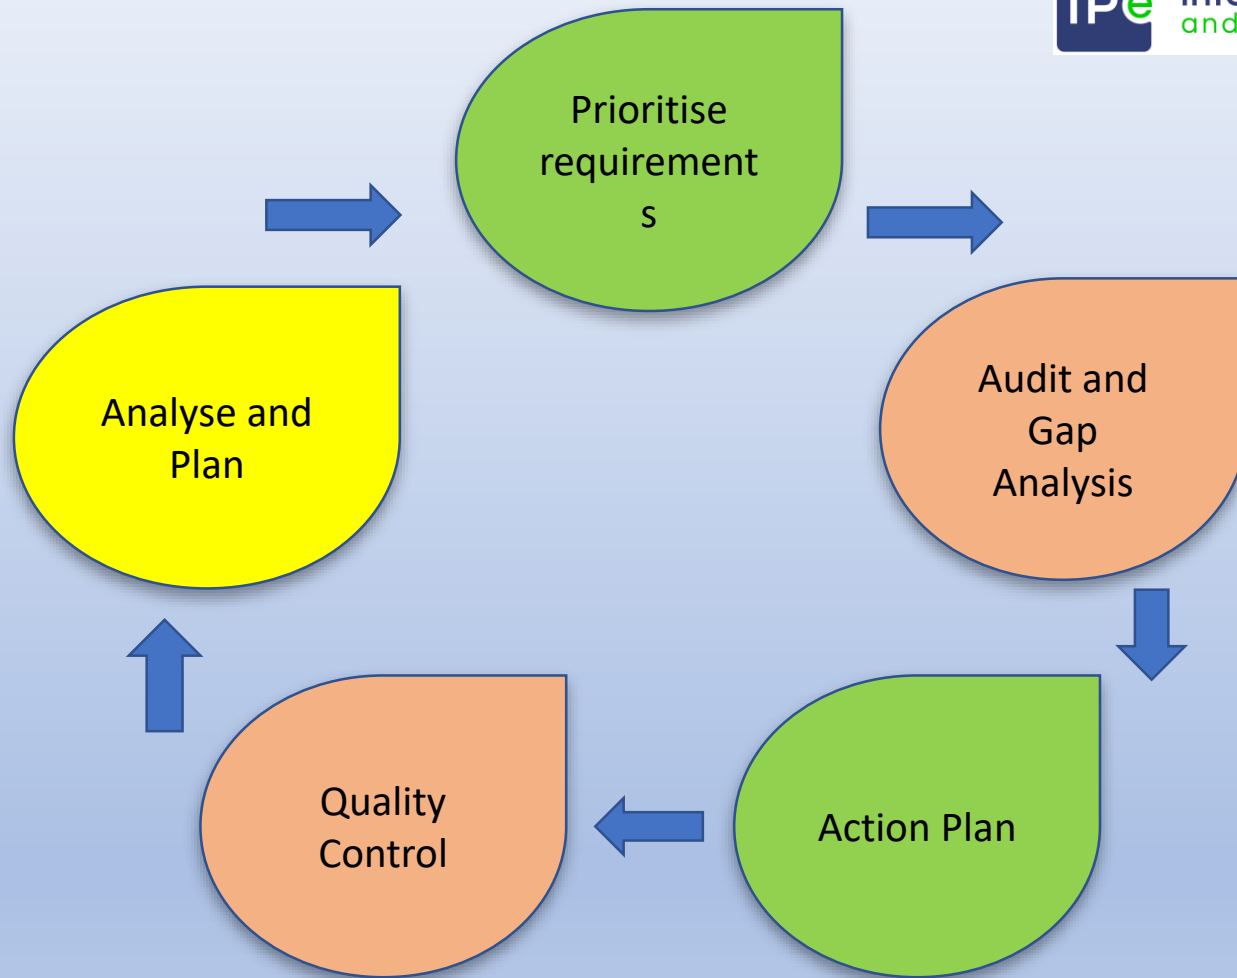 IPe
and
Prioritise
requirement
s
Audit and
Gap
Analysis
Analyse and
Plan
Quality
Control
Action Plan